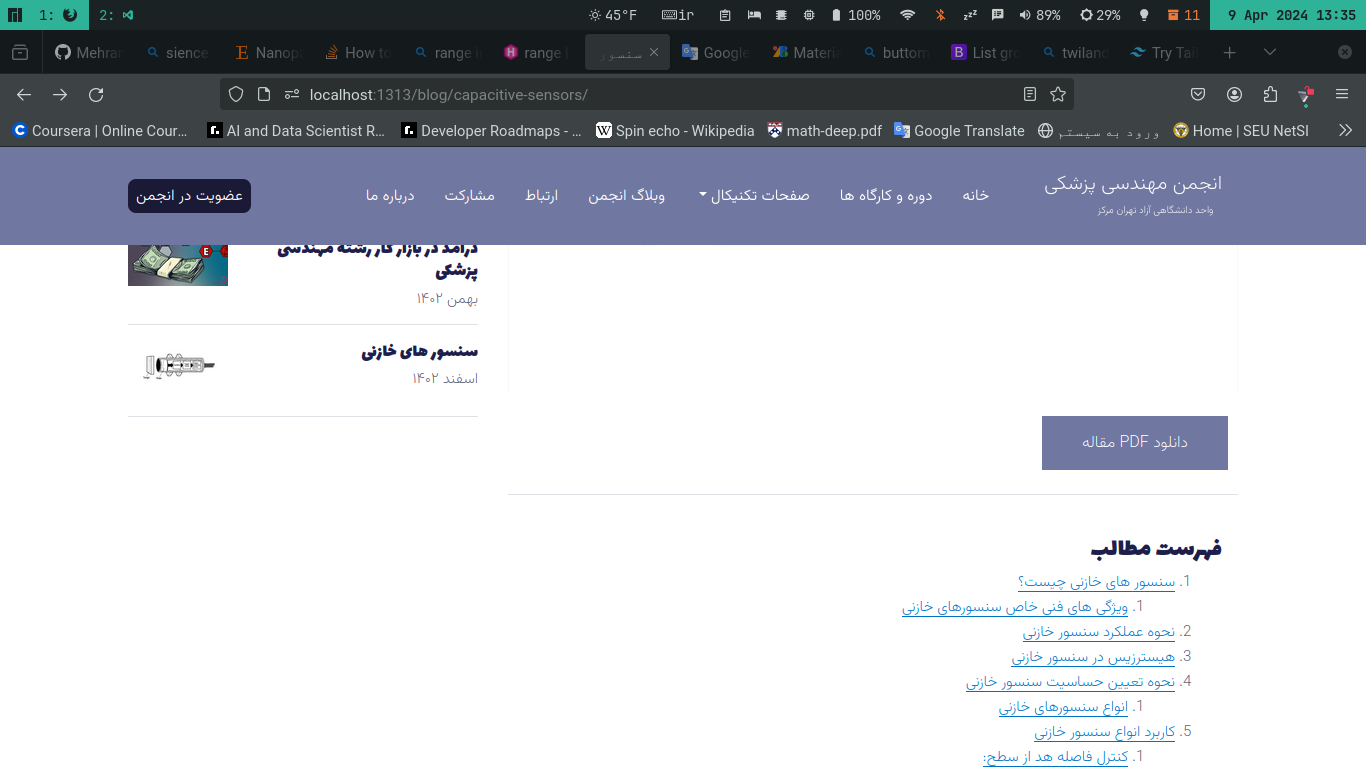 1:
2:
45°F
ir
100%
89%
29%
11
9 Apr 2024 13:35
Mehran
sience
Nanopu
How to
range i
range
سنسور
Google
Materia
buttom
List gro
twiland
Try Tail
localhost:1313/blog/capacitive-sensors/
Coursera | Online Cour...
AI and Data Scientist R...
Developer Roadmaps - ...
Spin echo - Wikipedia
math-deep.pdf
Google Translate
ورود به سیستم
Home | SEU NetSI
انجمن مهندسی پزشکی
واحد دانشگاهی آزاد تهران مرکز
خانه
دوره و کارگاه ها
صفحات تکنیکال
وبلاگ انجمن
ارتباط
مشارکت
درباره ما
عضویت در انجمن
درآمد در بازار کار رشته مهندسی
پزشکی
بهمن ۱۴۰۲
سنسور های خازنی
اسفند ۱۴۰۲
دانلود PDF مقاله
فهرست مطالب
1. سنسور های خازنی چیست؟
1. ویژگی های فنی خاص سنسورهای خازنی
2. نحوه عملکرد سنسور خازنی
3. هیسترزیس در سنسور خازنی
4. نحوه تعیین حساسیت سنسور خازنی
1. انواع سنسورهای خازنی
5. کاربرد انواع سنسور خازنی
1. کنترل فاصله هد از سطح: